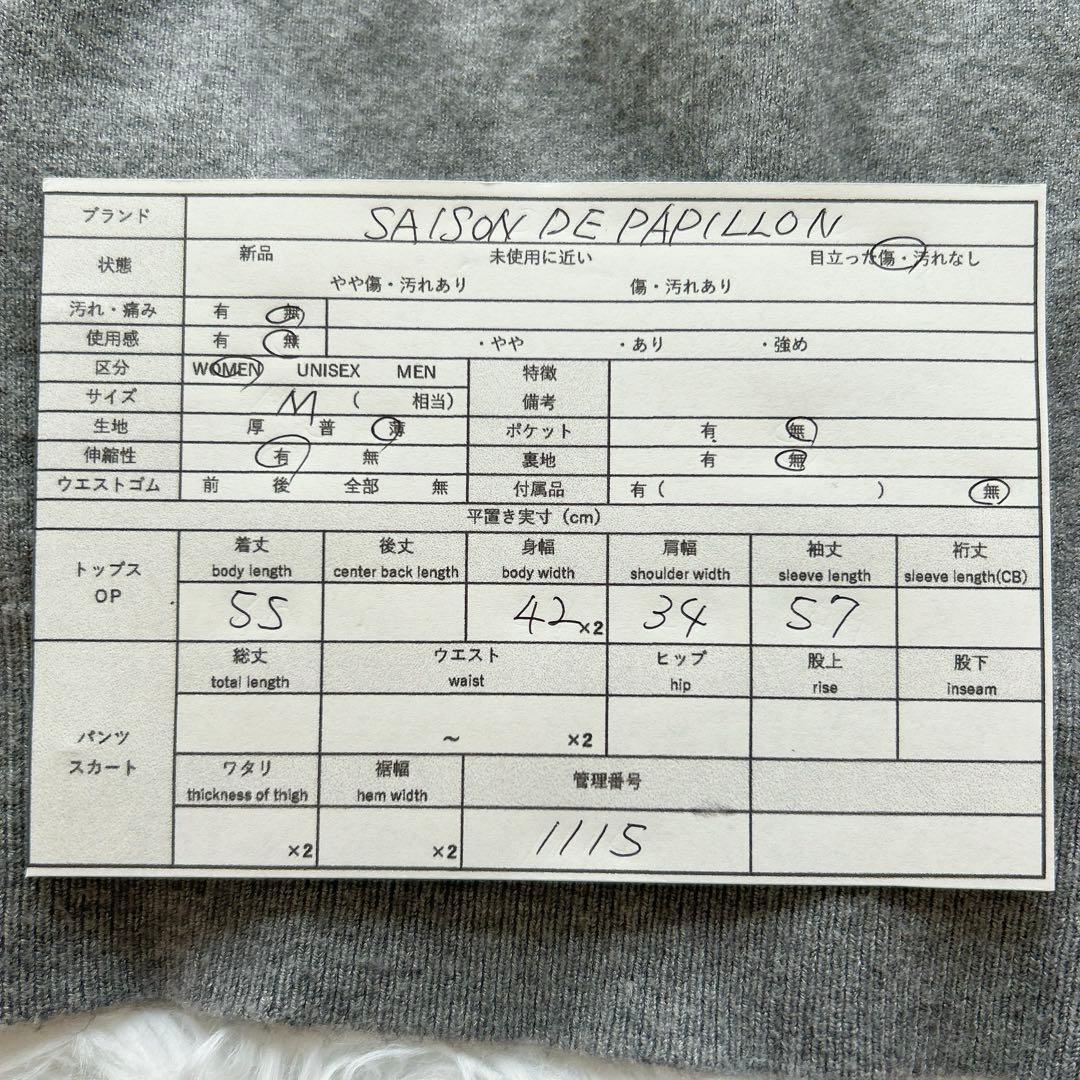 ブランド SAISON DE PAPILLON
状態 新品 未使用に近い 目立った傷・汚れなし
やや傷・汚れあり 傷・汚れあり
汚れ・痛み 有 無
使用感 有 無 ・やや ・あり ・強め
区分 WOMEN UNISEX MEN 特徴
サイズ M ( 相当) 備考
生地 厚 普 薄 ポケット 有 無
伸縮性 有 無 裏地 有 無
ウエストゴム 前 後 全部 無 付属品 有 ( ) 無
平置き実寸 (cm)
トップス OP
着丈 後丈 身幅 肩幅 袖丈 裄丈
body length center back length body width shoulder width sleeve length sleeve length(CB)
55 42×2 34 57
パンツ スカート
総丈 ウエスト ヒップ 股上 股下
total length waist hip rise inseam
～ ×2
ワタリ 裾幅 管理番号
thickness of thigh hem width
×2 ×2 1115